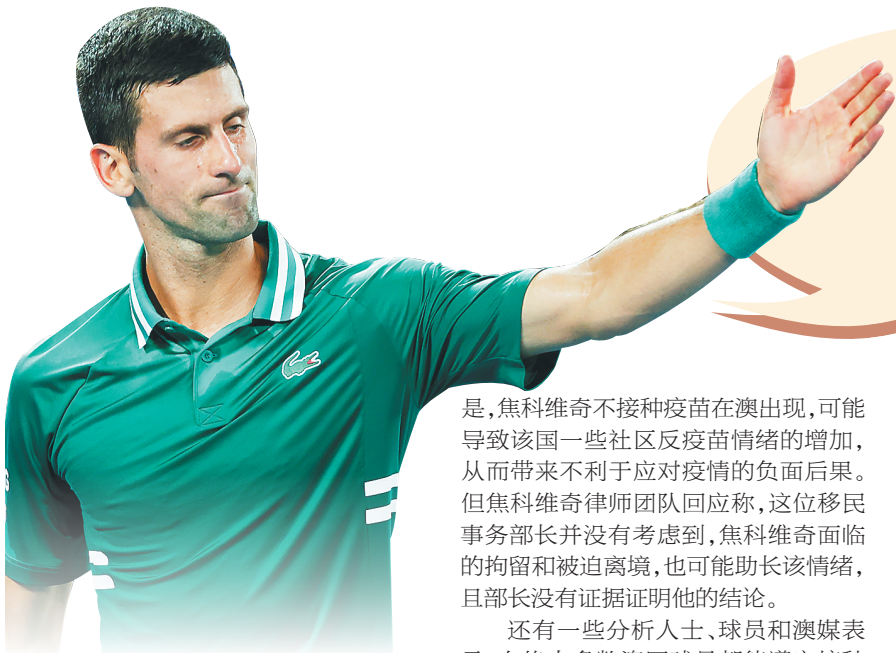 是,焦科维奇不接种疫苗在澳出现,可能
导致该国一些社区反疫苗情绪的增加,
从而带来不利于应对疫情的负面后果。
但焦科维奇律师团队回应称,这位移民
事务部长并没有考虑到,焦科维奇面临
的拘留和被迫离境,也可能助长该情绪,
且部长没有证据证明他的结论。
还有一些分析人士、球员和澳媒表